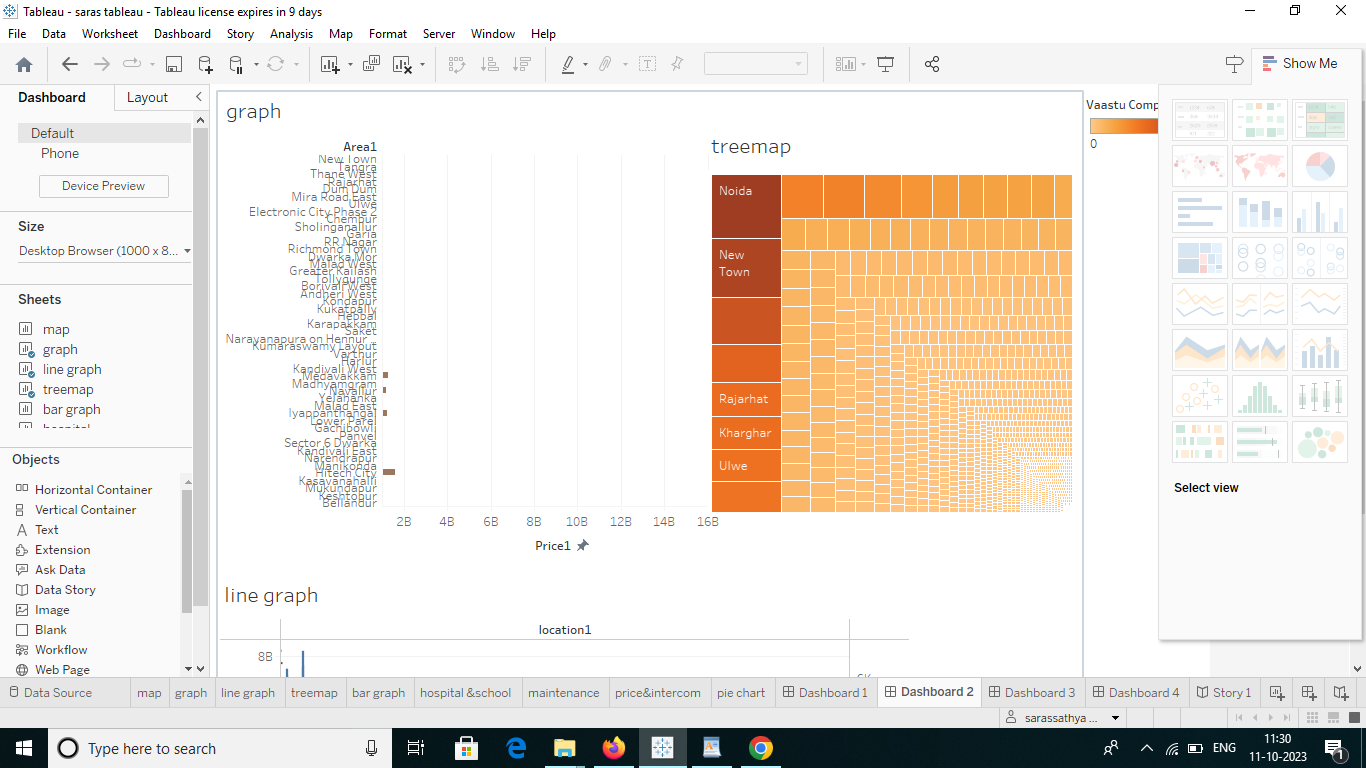 Tableau - saras tableau - Tableau license expires in 9 days
File Data Worksheet Dashboard Story Analysis Map Format Server Window Help
Show Me
Dashboard Layout
Default
Phone
Device Preview
Size
Desktop Browser (1000 x 8...
Sheets
map
graph
line graph
treemap
bar graph
Objects
Horizontal Container
Vertical Container
Text
Extension
Ask Data
Data Story
Image
Blank
Workflow
Web Page
graph
Area1
New Town
Tangra
Thane West
Rajarhat
Dum Dum
Mira Road East
Ulwe
Electronic City Phase 2
Chempur
Sholinganallur
Garia
RR Nagar
Richmond Town
Dwarka Mor
Malad West
Greater Kailash
Tollygunge
Borivali West
Andheri West
Kondapur
Kukatpally
Hebbal
Karapakkam
Saket
Narayanapura on Hennur ..
Kumaraswamy Layout
Varthur
Harlur
Kandivali West
Medavakkam
Madhyamgram
Navallur
Yelahanka
Malad East
Iyappanthangal
Lower Parel
Gachibowli
Panvel
Sector 6 Dwarka
Kandivali East
Narendrapur
Manikonda
Hitech City
Kasavanahalli
Mukundapur
Keshtopur
Bellandur
2B 4B 6B 8B 10B 12B 14B 16B
Price1
treemap
Noida
New
Town
Rajarhat
Kharghar
Ulwe
Vaastu Comp
0
line graph
location1
8B
Select view
Data Source map graph line graph treemap bar graph hospital &school maintenance price&intercom pie chart Dashboard 1 Dashboard 2 Dashboard 3 Dashboard 4 Story 1
sarassathya ...
Type here to search
ENG
11:30
11-10-2023
1